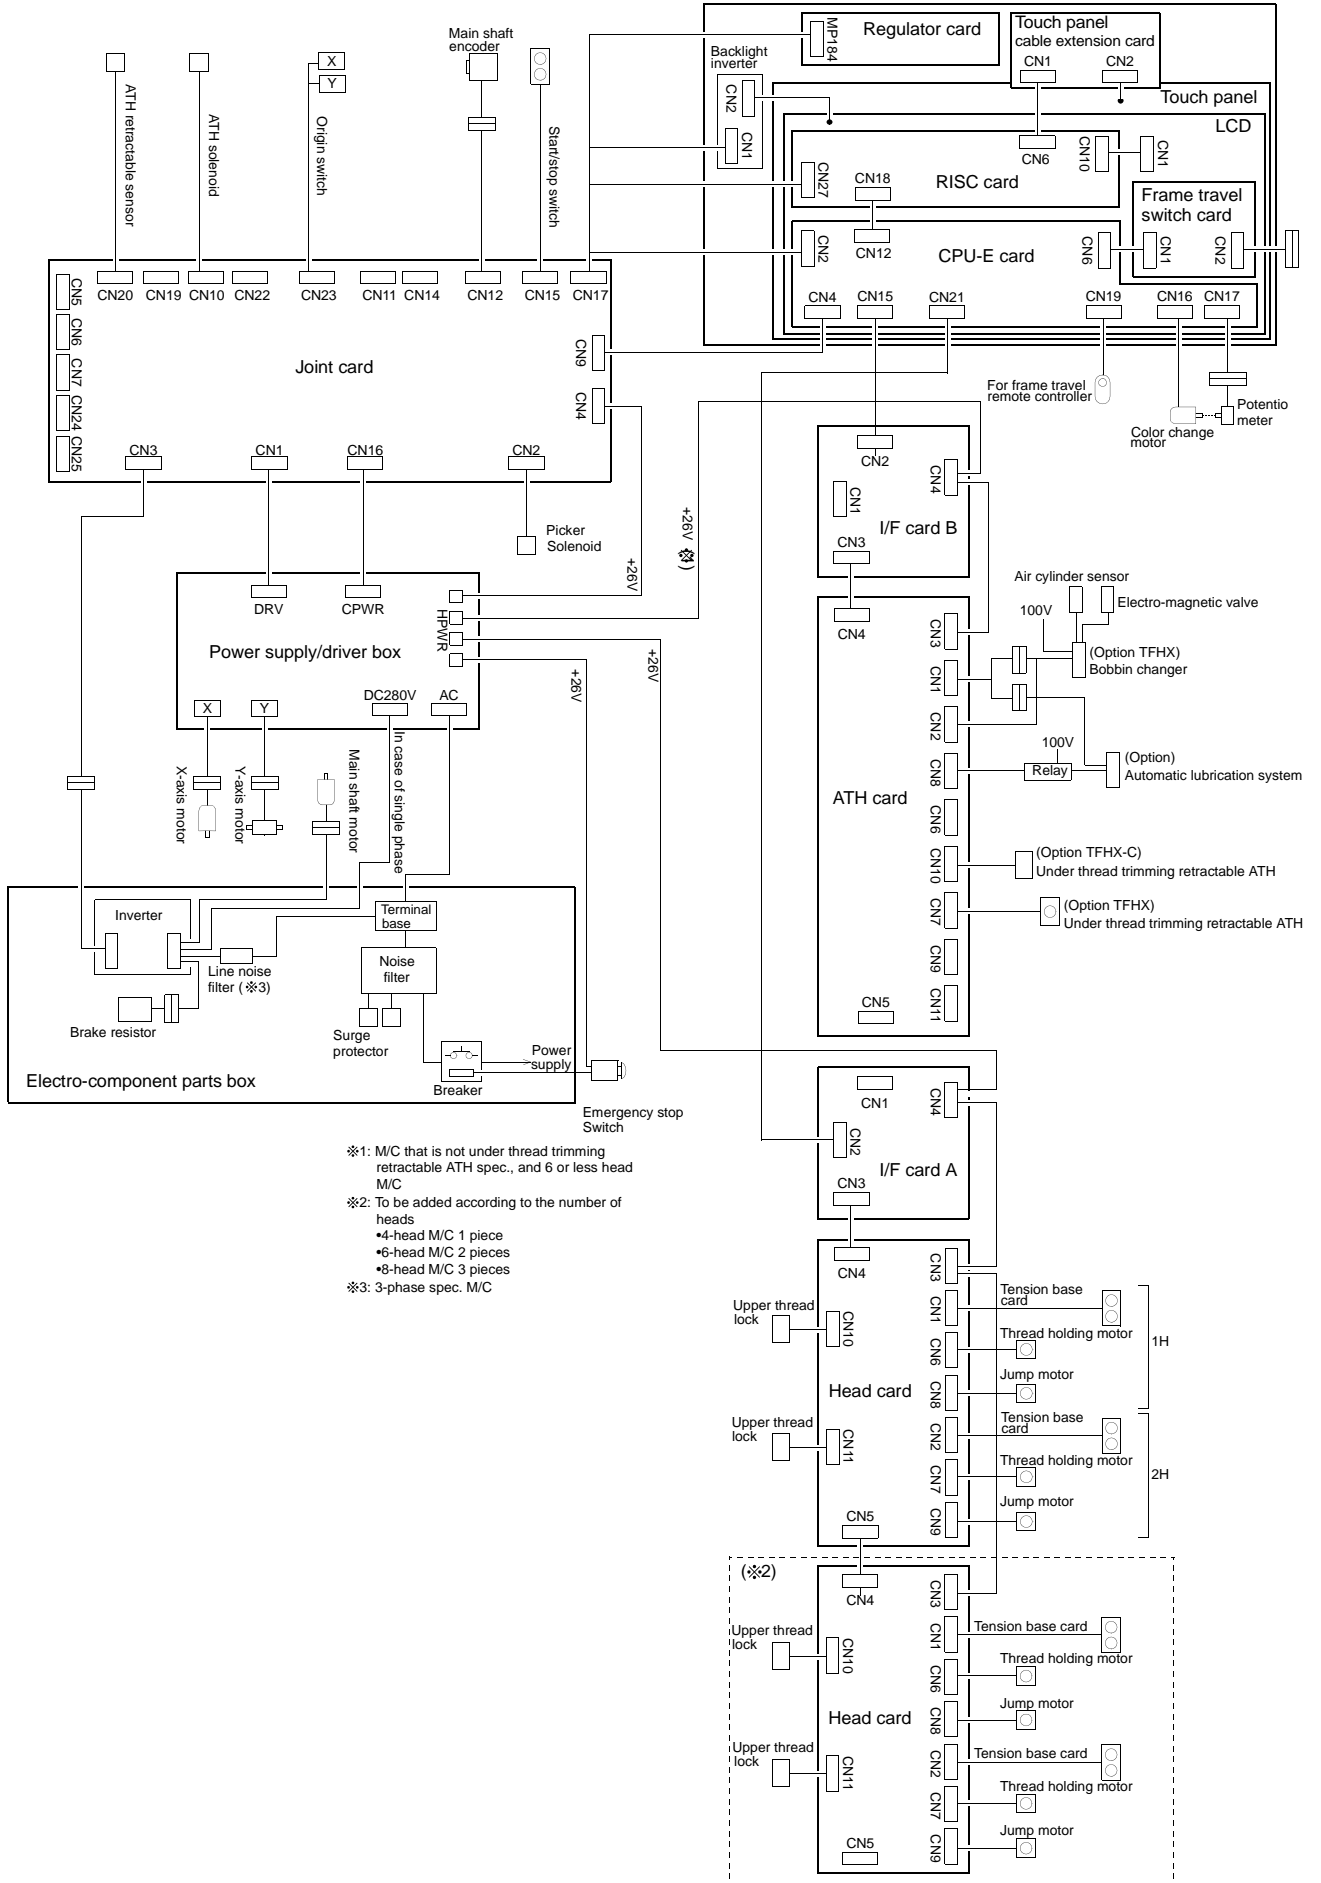 Main shaft
encoder
X
Y
ATH retractable sensor
ATH solenoid
Origin switch
Start/stop switch
Backlight
inverter
CN2
CN1
MP184
Regulator card
Touch panel
cable extension card
CN1
CN2
Touch panel
LCD
CN6
CN10
CN1
CN27
CN18
RISC card
Frame travel
switch card
CN1
CN2
CN2
CN12
CPU-E card
CN6
CN4
CN15
CN21
CN19
CN16
CN17
For frame travel
remote controller
Color change
motor
Potentio
meter
CN5
CN6
CN7
CN24
CN25
CN20
CN19
CN10
CN22
CN23
CN11
CN14
CN12
CN15
CN17
CN9
CN4
Joint card
CN3
CN1
CN16
CN2
Picker
Solenoid
+26V
+26V (※1)
DRV
CPWR
HPWR
Power supply/driver box
X
Y
DC280V
AC
+26V
+26V
X-axis motor
Y-axis motor
Main shaft motor
In case of single phase
Inverter
Terminal
base
Line noise
filter (※3)
Noise
filter
Brake resistor
Surge
protector
Power
supply
Breaker
Electro-component parts box
Emergency stop
Switch
※1: M/C that is not under thread trimming
retractable ATH spec., and 6 or less head
M/C
※2: To be added according to the number of
heads
•4-head M/C 1 piece
•6-head M/C 2 pieces
•8-head M/C 3 pieces
※3: 3-phase spec. M/C
CN2
CN4
CN1
I/F card B
CN3
CN4
CN3
CN1
CN2
CN8
CN6
CN10
CN7
CN9
CN11
CN5
ATH card
Air cylinder sensor
100V
Electro-magnetic valve
(Option TFHX)
Bobbin changer
100V
Relay
(Option)
Automatic lubrication system
(Option TFHX-C)
Under thread trimming retractable ATH
(Option TFHX)
Under thread trimming retractable ATH
CN1
CN4
CN2
I/F card A
CN3
CN4
CN3
Upper thread
lock
CN10
CN1
Tension base
card
CN6
Thread holding motor
1H
Head card
CN8
Jump motor
Upper thread
lock
CN11
CN2
Tension base
card
CN7
Thread holding motor
2H
CN9
Jump motor
CN5
(※2)
CN4
CN3
Upper thread
lock
CN10
CN1
Tension base card
CN6
Thread holding motor
Head card
CN8
Jump motor
Upper thread
lock
CN11
CN2
Tension base card
CN7
Thread holding motor
CN5
CN9
Jump motor